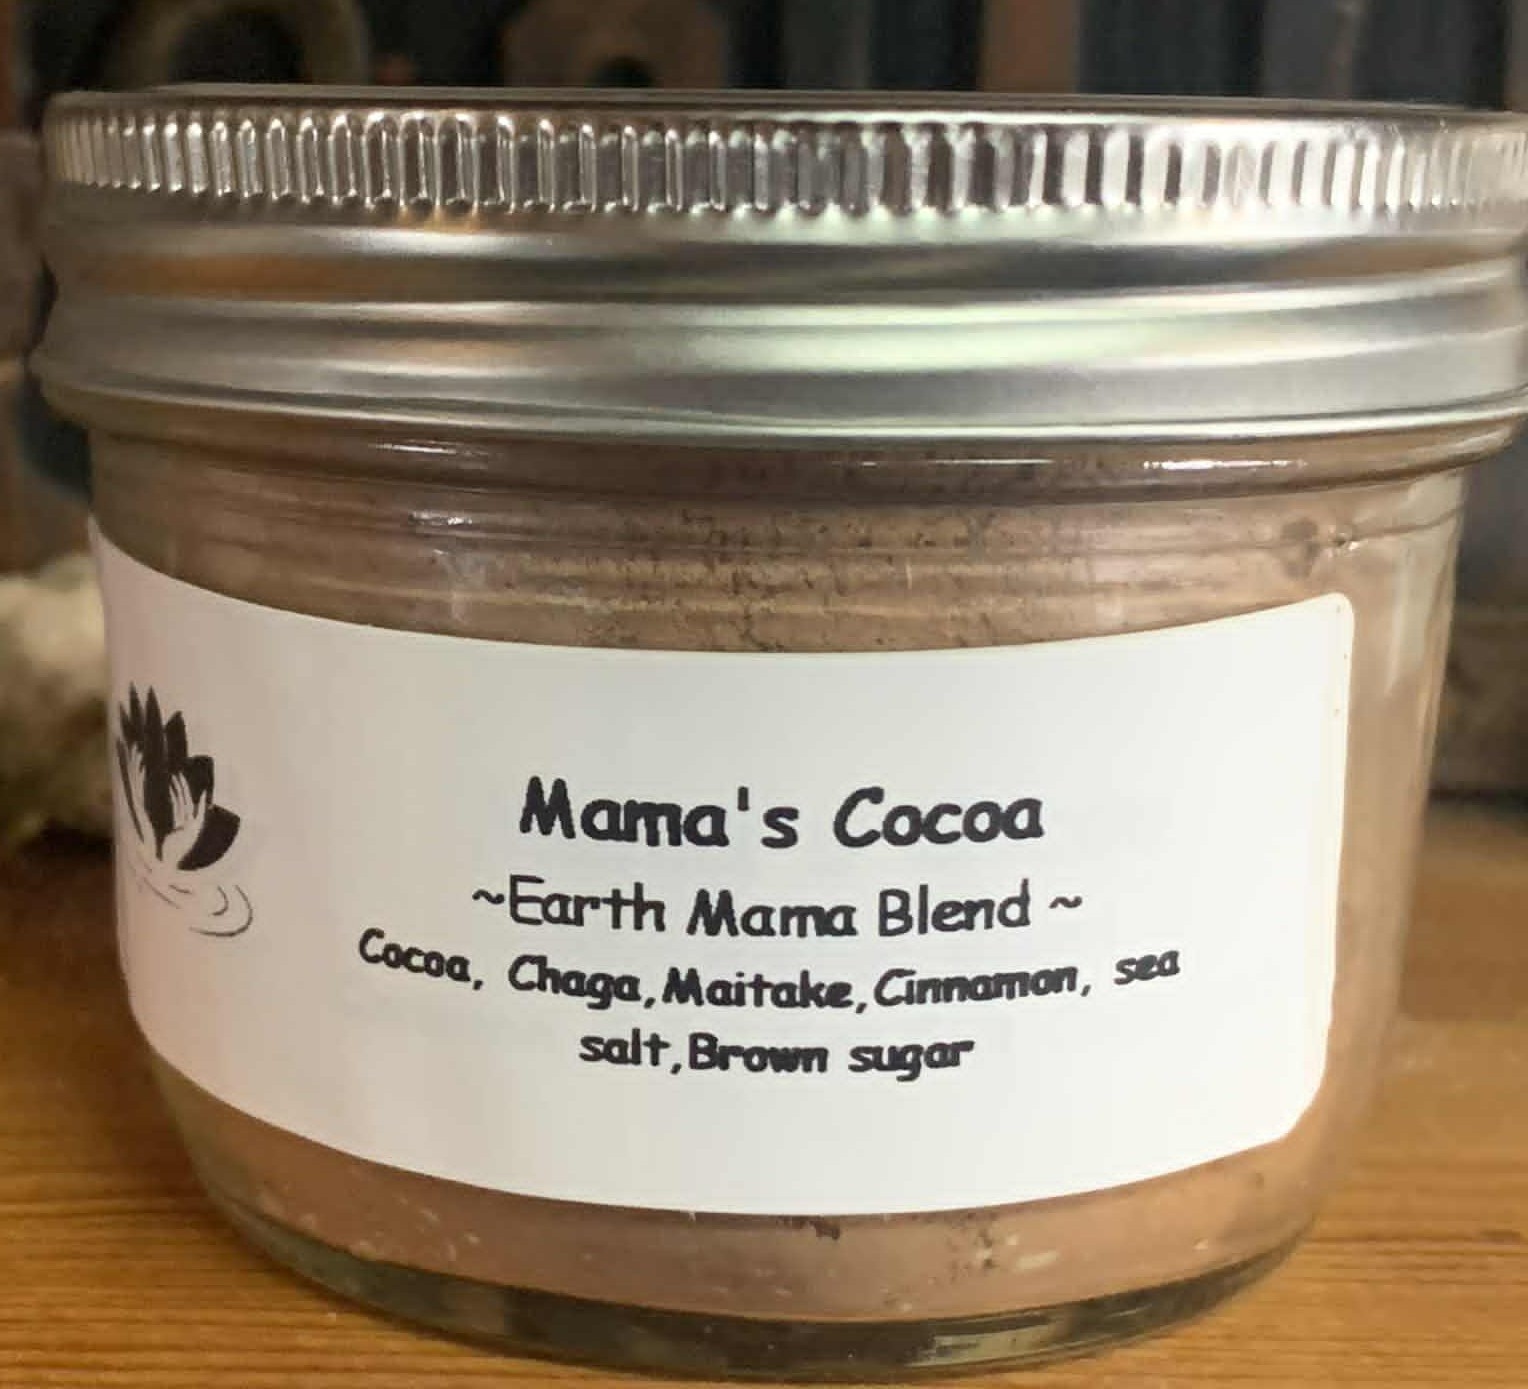 Mama's Cocoa
~Earth Mama Blend ~
Cocoa, Chaga,Maitake,Cinnamon, sea
salt,Brown sugar